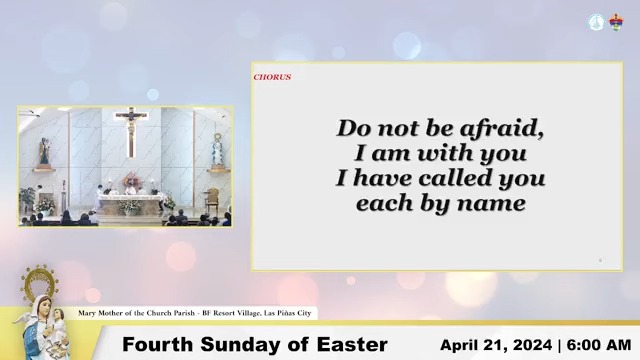 CHORUS
Do not be afraid,
I am with you
I have called you
each by name
Mary Mother of the Church Parish - BF Resort Village, Las Piñas City
Fourth Sunday of Easter
April 21, 2024 | 6:00 AM